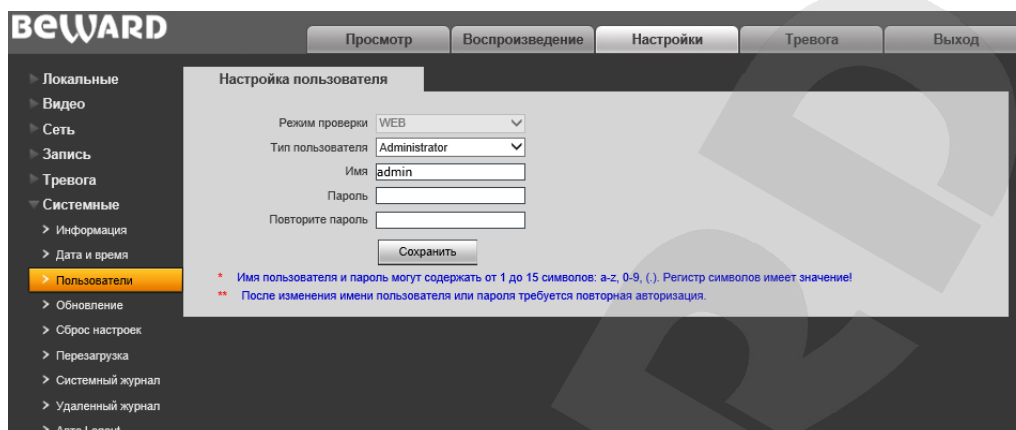 BEWARD
Просмотр
Воспроизведение
Настройки
Тревога
Выход
Локальные
Видео
Сеть
Запись
Тревога
Системные
Информация
Дата и время
Пользователи
Обновление
Сброс настроек
Перезагрузка
Системный журнал
Удаленный журнал
Настройка пользователя
Режим проверки WEB
Тип пользователя Administrator
Имя admin
Пароль
Повторите пароль
Сохранить
* Имя пользователя и пароль могут содержать от 1 до 15 символов: a-z, 0-9, (.). Регистр символов имеет значение!
** После изменения имени пользователя или пароля требуется повторная авторизация.